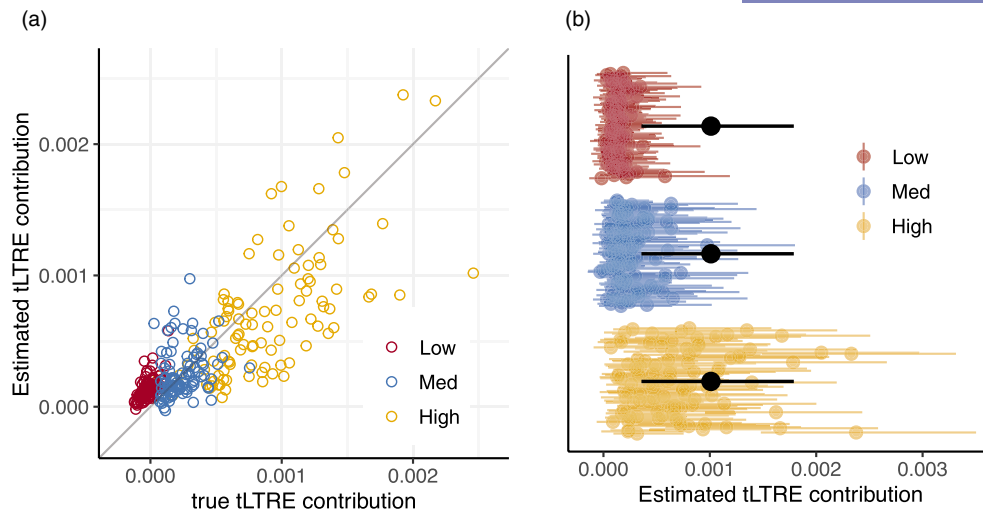 (a)
Estimated tLTRE contribution
0.002
0.001
0.000
Low
Med
High
0.000 0.001 0.002
true tLTRE contribution
(b)
Low
Med
High
0.000 0.001 0.002 0.003
Estimated tLTRE contribution